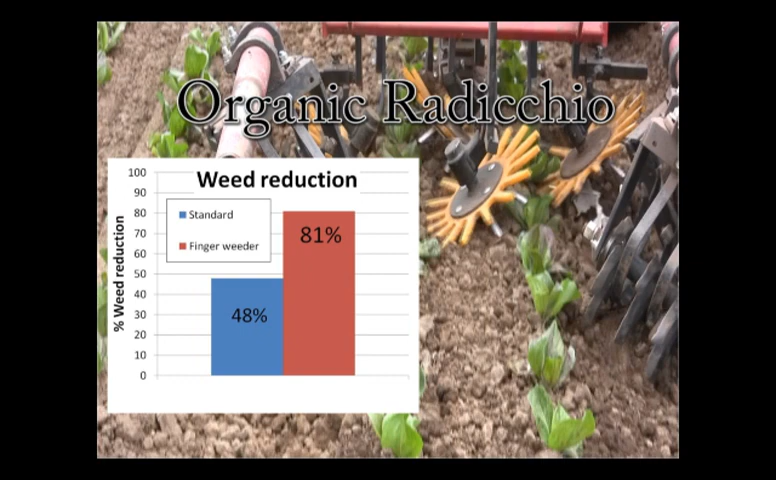 Organic Radicchio
Weed reduction
% Weed reduction
100
90
80
70
60
50
40
30
20
10
0
Standard
Finger weeder
48%
81%